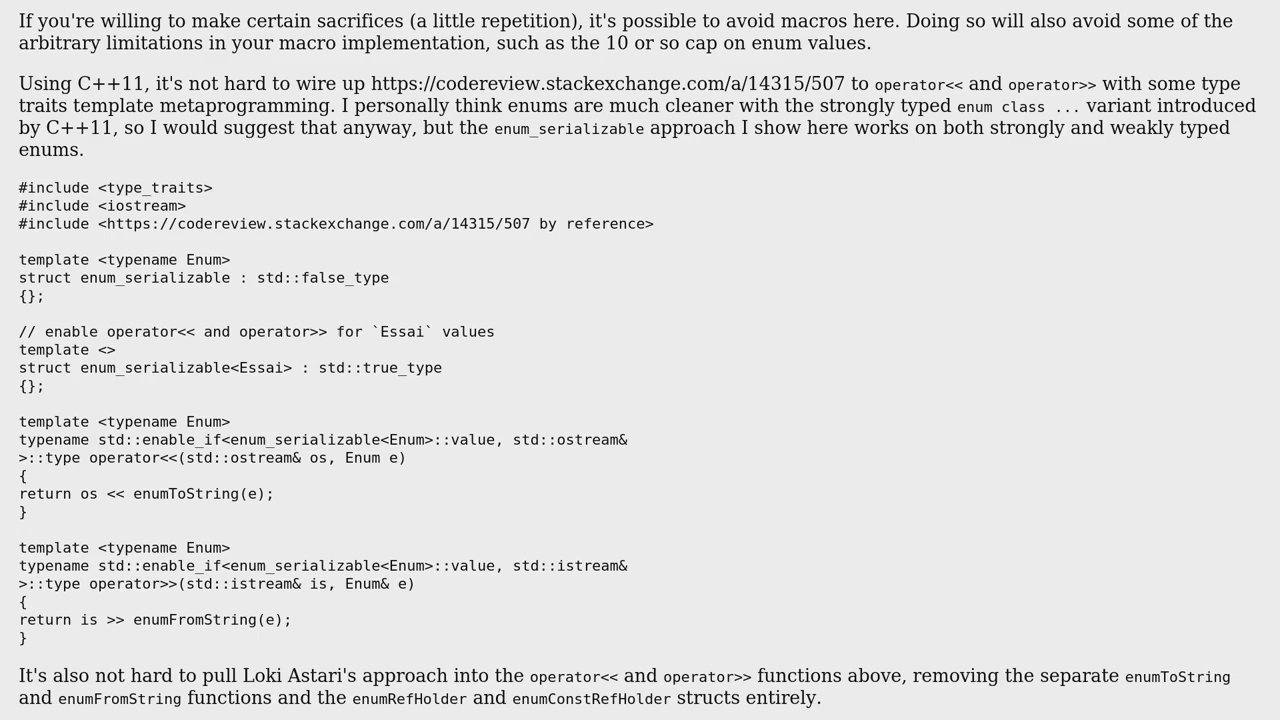 If you're willing to make certain sacrifices (a little repetition), it's possible to avoid macros here. Doing so will also avoid some of the
arbitrary limitations in your macro implementation, such as the 10 or so cap on enum values.
Using C++11, it's not hard to wire up https://codereview.stackexchange.com/a/14315/507 to operator<< and operator>> with some type
traits template metaprogramming. I personally think enums are much cleaner with the strongly typed enum class ... variant introduced
by C++11, so I would suggest that anyway, but the enum_serializable approach I show here works on both strongly and weakly typed
enums.
#include <type_traits>
#include <iostream>
#include <https://codereview.stackexchange.com/a/14315/507 by reference>
template <typename Enum>
struct enum_serializable : std::false_type
{};
// enable operator<< and operator>> for `Essai` values
template <>
struct enum_serializable<Essai> : std::true_type
{};
template <typename Enum>
typename std::enable_if<enum_serializable<Enum>::value, std::ostream&
>::type operator<<(std::ostream& os, Enum e)
{
return os << enumToString(e);
}
template <typename Enum>
typename std::enable_if<enum_serializable<Enum>::value, std::istream&
>::type operator>>(std::istream& is, Enum& e)
{
return is >> enumFromString(e);
}
It's also not hard to pull Loki Astari's approach into the operator<< and operator>> functions above, removing the separate enumToString
and enumFromString functions and the enumRefHolder and enumConstRefHolder structs entirely.